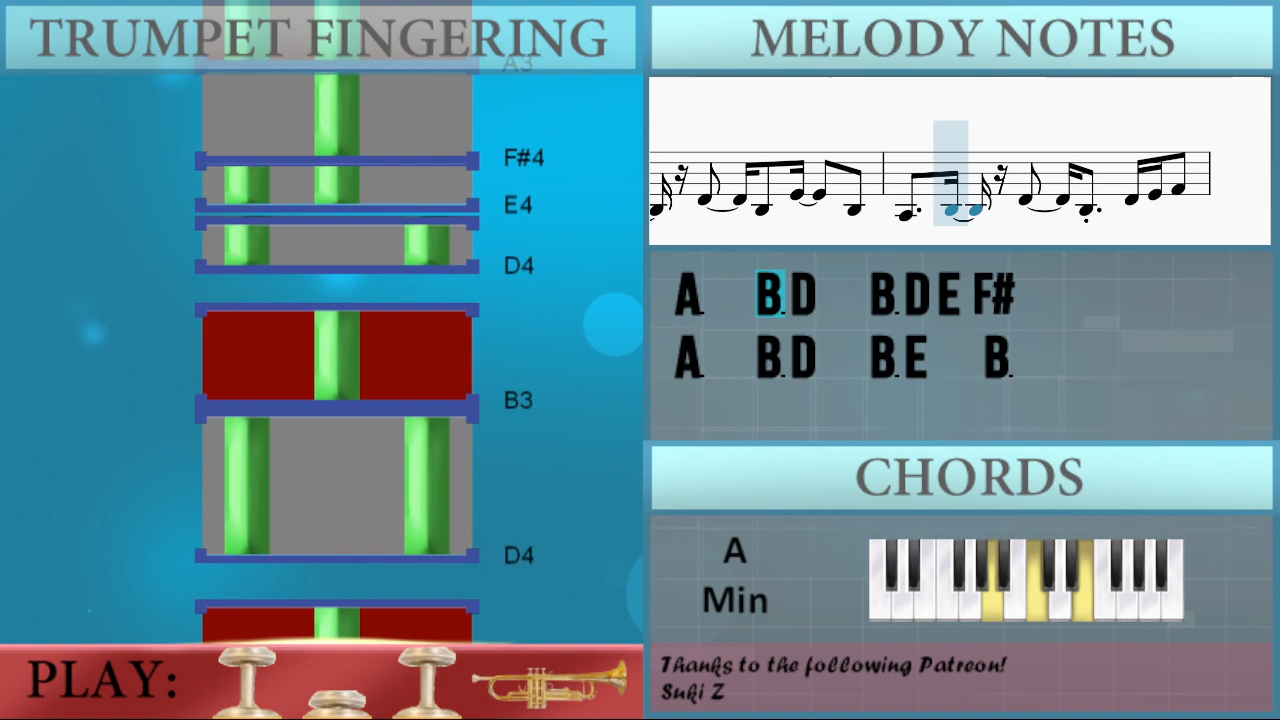 TRUMPET FINGERING
A3
F#4
E4
D4
B3
D4
PLAY:
MELODY NOTES
A. B. D B. D E F#
A. B. D B. E B.
CHORDS
A
Min
Thanks to the following Patreon!
Suki Z